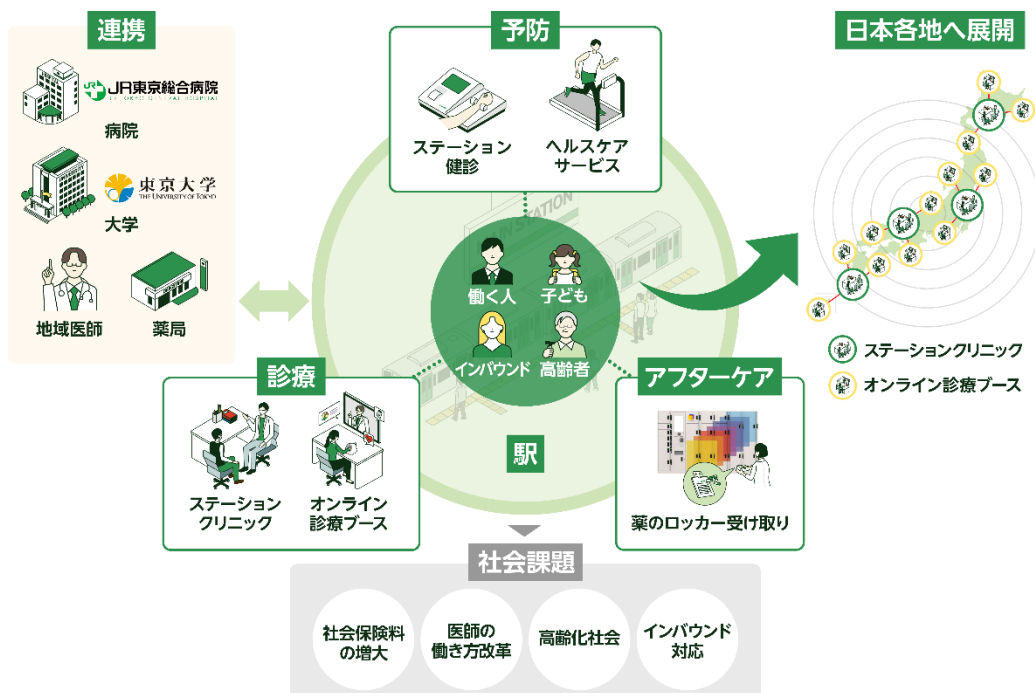 連携
JR
JR東京総合病院
JR TOKYO GENERAL HOSPITAL
病院
東京大学
THE UNIVERSITY OF TOKYO
大学
地域医師
薬局
予防
ステーション
健診
ヘルスケア
サービス
STATION
働く人
子ども
インバウンド
高齢者
駅
診療
ステーション
クリニック
オンライン
診療ブース
アフターケア
薬のロッカー受け取り
日本各地へ展開
ステーションクリニック
オンライン診療ブース
社会課題
社会保険料
の増大
医師の
働き方改革
高齢化社会
インバウンド
対応